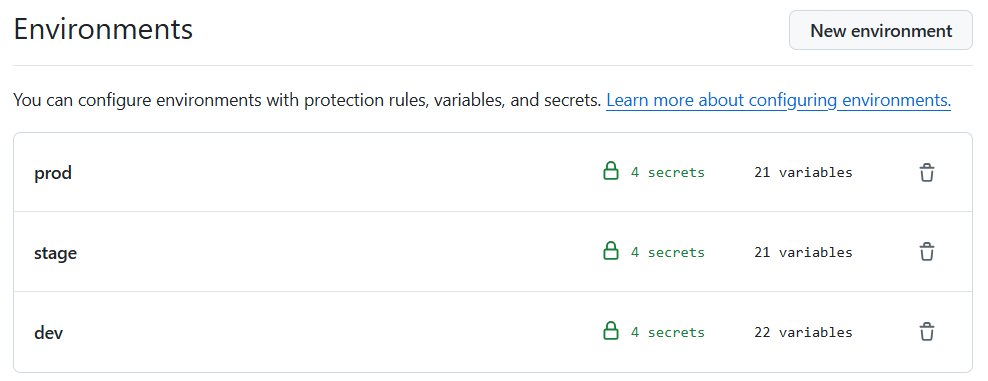 Environments
New environment
You can configure environments with protection rules, variables, and secrets. Learn more about configuring environments.
prod 4 secrets 21 variables
stage 4 secrets 21 variables
dev 4 secrets 22 variables